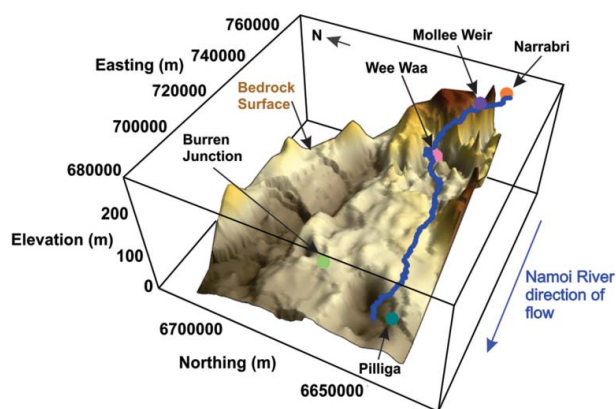 760000
N
Mollee Weir
Narrabri
740000
Easting (m)
720000
Wee Waa
Bedrock
Surface
700000
Burren
Junction
680000
200
Elevation (m)
100
0
Namoi River
direction of
flow
6700000
Northing (m)
Pilliga
6650000